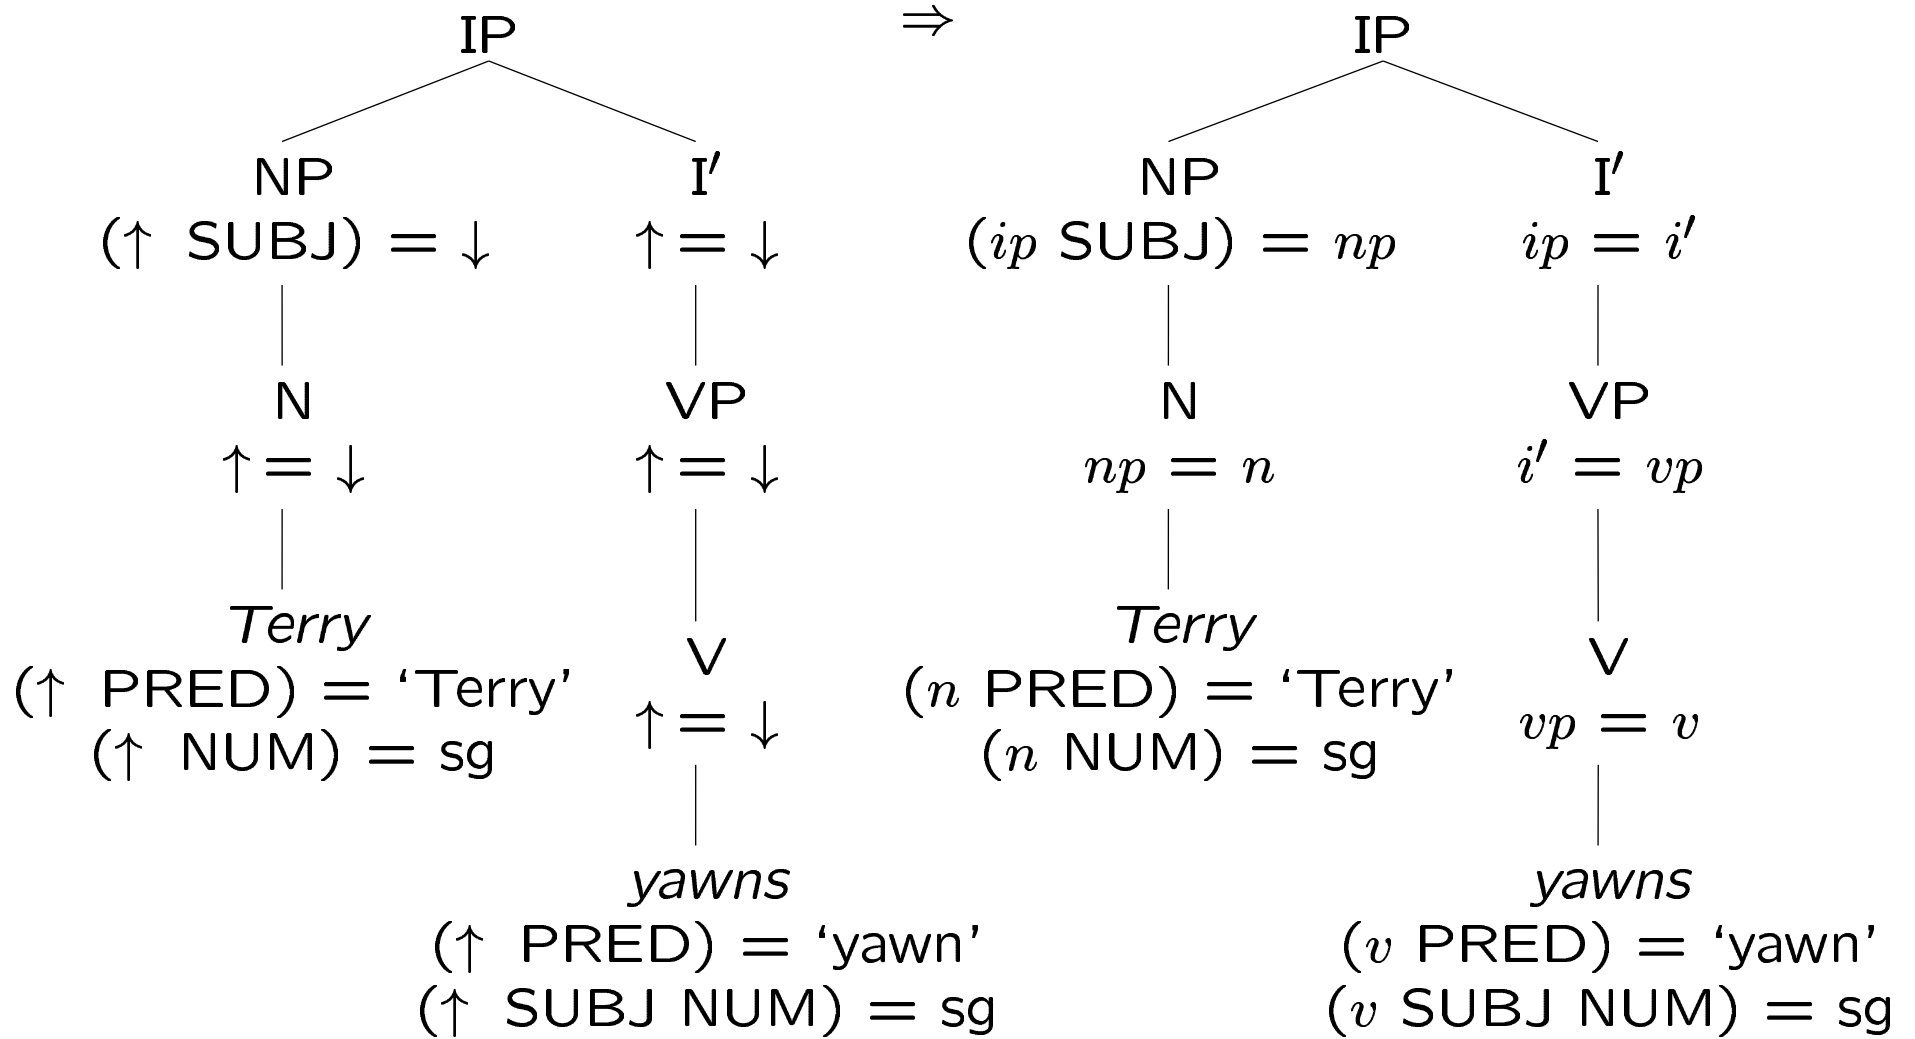 IP ⇒ IP
NP I′ NP I′
(↑ SUBJ) = ↓ ↑ = ↓ (ip SUBJ) = np ip = i′
N VP N VP
↑ = ↓ ↑ = ↓ np = n i′ = vp
Terry Terry
V V
(↑ PRED) = ‘Terry’ (n PRED) = ‘Terry’
↑ = ↓ vp = v
(↑ NUM) = sg (n NUM) = sg
yawns yawns
(↑ PRED) = ‘yawn’ (v PRED) = ‘yawn’
(↑ SUBJ NUM) = sg (v SUBJ NUM) = sg